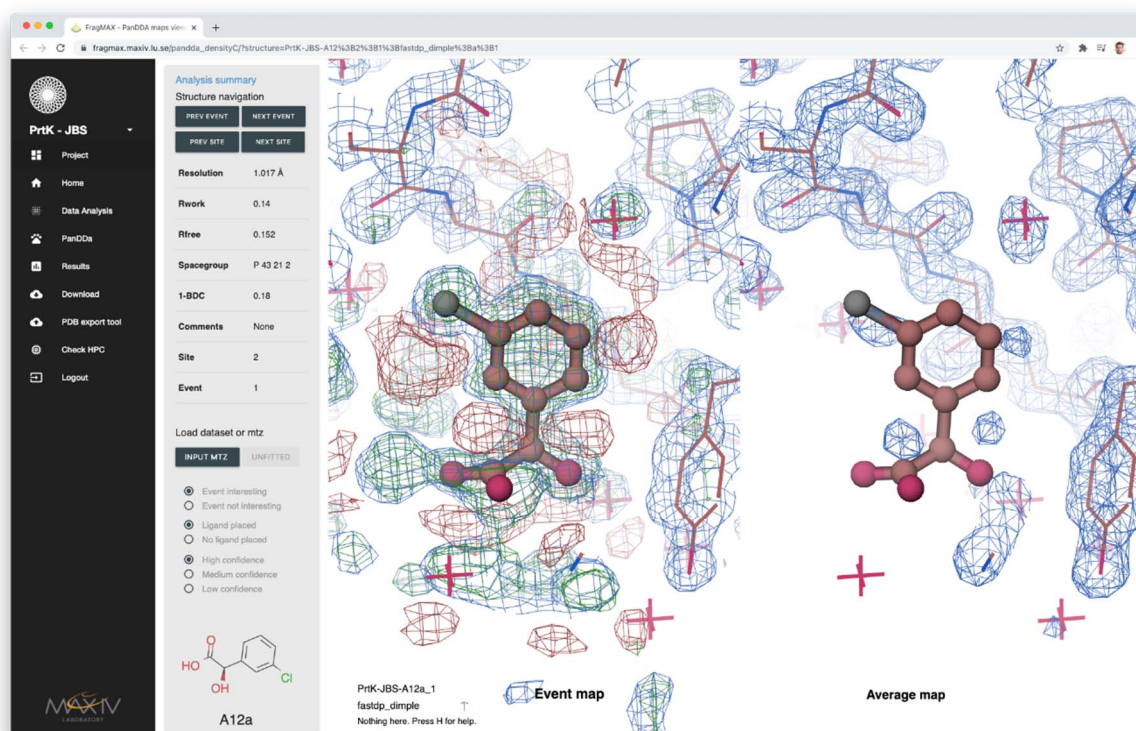 FragMAX - PanDDA maps view
fragmax.maxiv.lu.se/pandda_densityC/?structure=PrtK-JBS-A12%3B2%3B1%3Bfastdp_dimple%3Ba%3B1
PrtK - JBS
Project
Home
Data Analysis
PanDDa
Results
Download
PDB export tool
Check HPC
Logout
MAXIV
LABORATORY
Analysis summary
Structure navigation
PREV EVENT NEXT EVENT
PREV SITE NEXT SITE
Resolution 1.017 Å
Rwork 0.14
Rfree 0.152
Spacegroup P 43 21 2
1-BDC 0.18
Comments None
Site 2
Event 1
Load dataset or mtz
INPUT MTZ UNFITTED
Event interesting
Event not interesting
Ligand placed
No ligand placed
High confidence
Medium confidence
Low confidence
O
HO
OH
Cl
A12a
PrtK-JBS-A12a_1
fastdp_dimple
Nothing here. Press H for help.
Event map
Average map